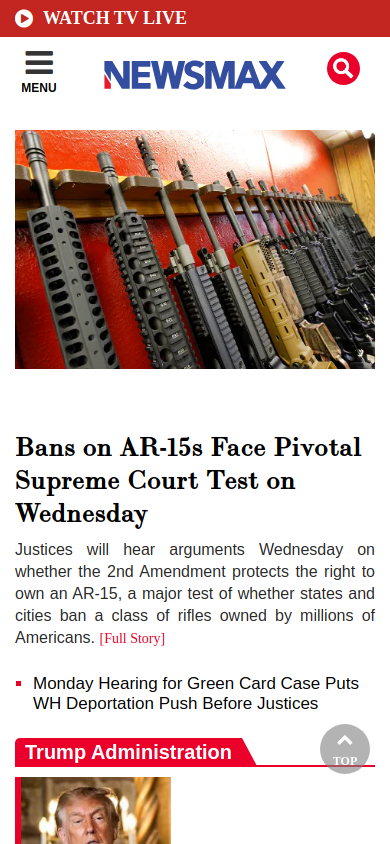 WATCH TV LIVE
MENU
NEWSMAX
Bans on AR-15s Face Pivotal
Supreme Court Test on
Wednesday
Justices will hear arguments Wednesday on
whether the 2nd Amendment protects the right to
own an AR-15, a major test of whether states and
cities ban a class of rifles owned by millions of
Americans. [Full Story]
Monday Hearing for Green Card Case Puts
WH Deportation Push Before Justices
Trump Administration
TOP